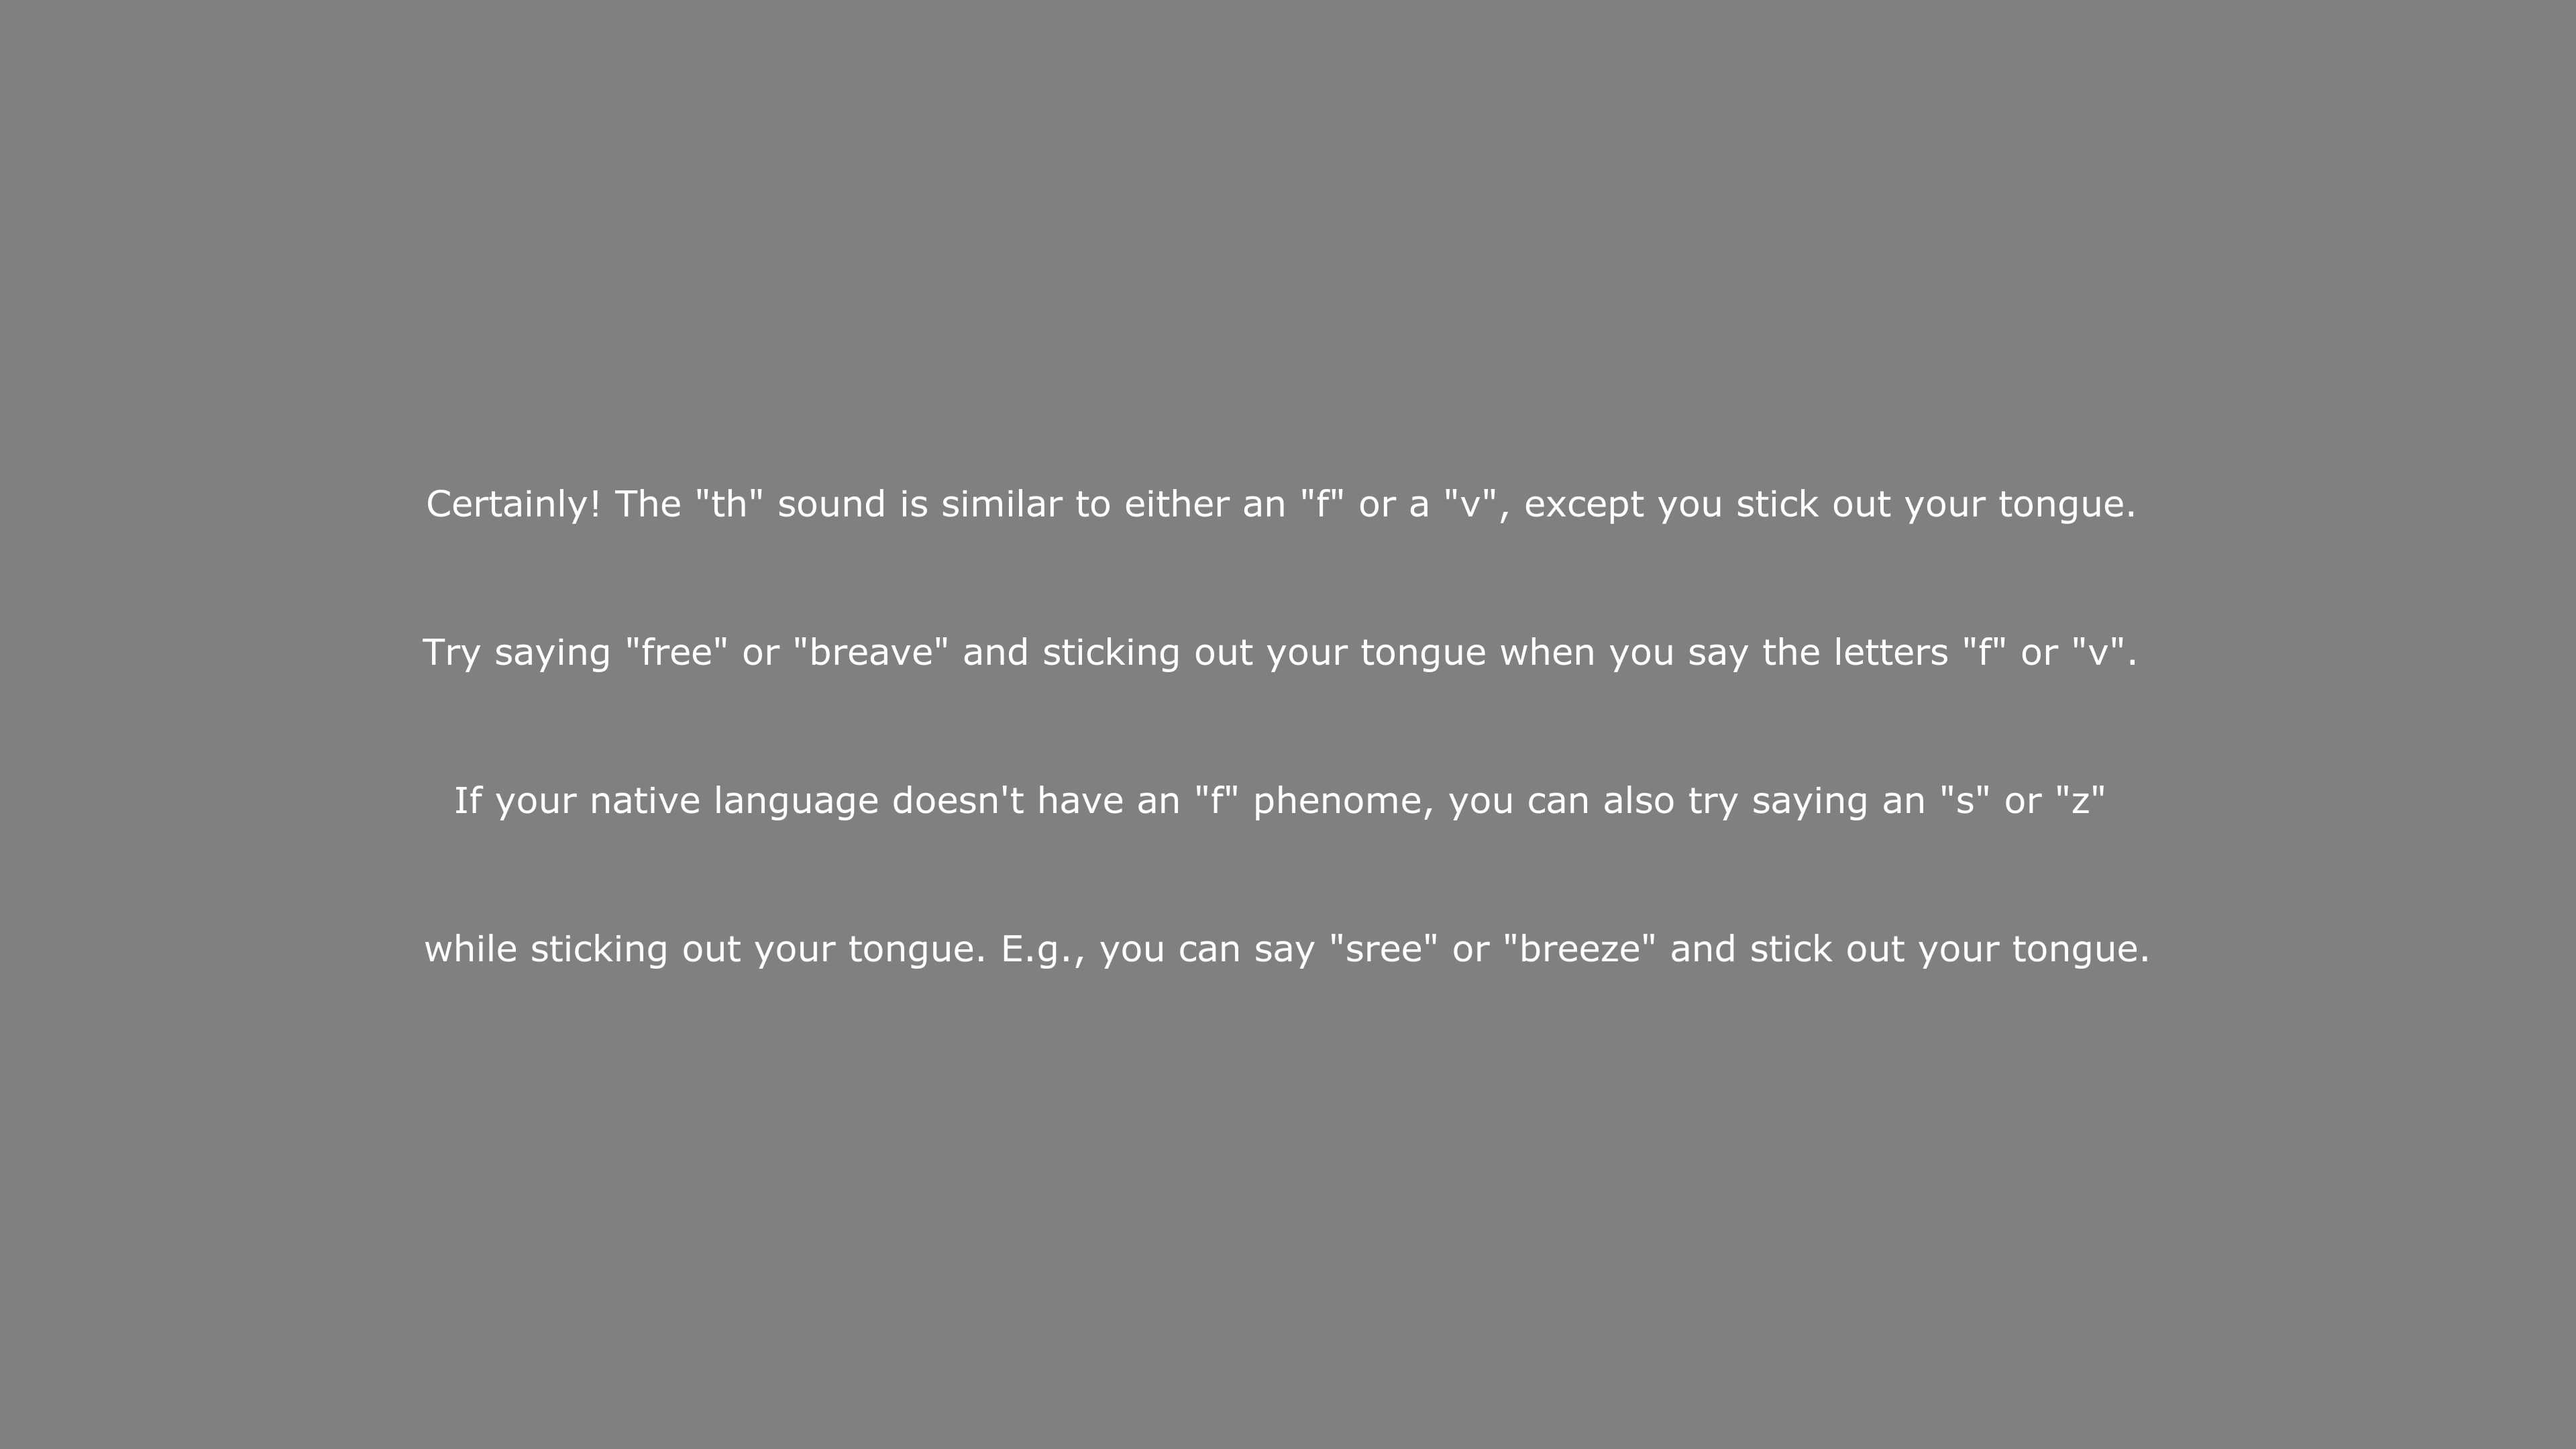 Certainly! The "th" sound is similar to either an "f" or a "v", except you stick out your tongue.
Try saying "free" or "breave" and sticking out your tongue when you say the letters "f" or "v".
If your native language doesn't have an "f" phenome, you can also try saying an "s" or "z"
while sticking out your tongue. E.g., you can say "sree" or "breeze" and stick out your tongue.